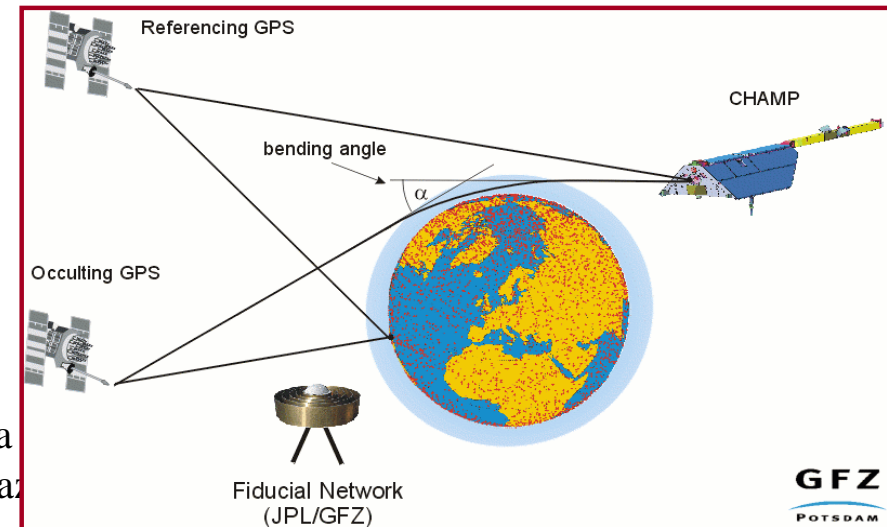 Referencing GPS
CHAMP
bending angle
α
Occulting GPS
a
Fiducial Network
(JPL/GFZ)
GFZ
POTSDAM